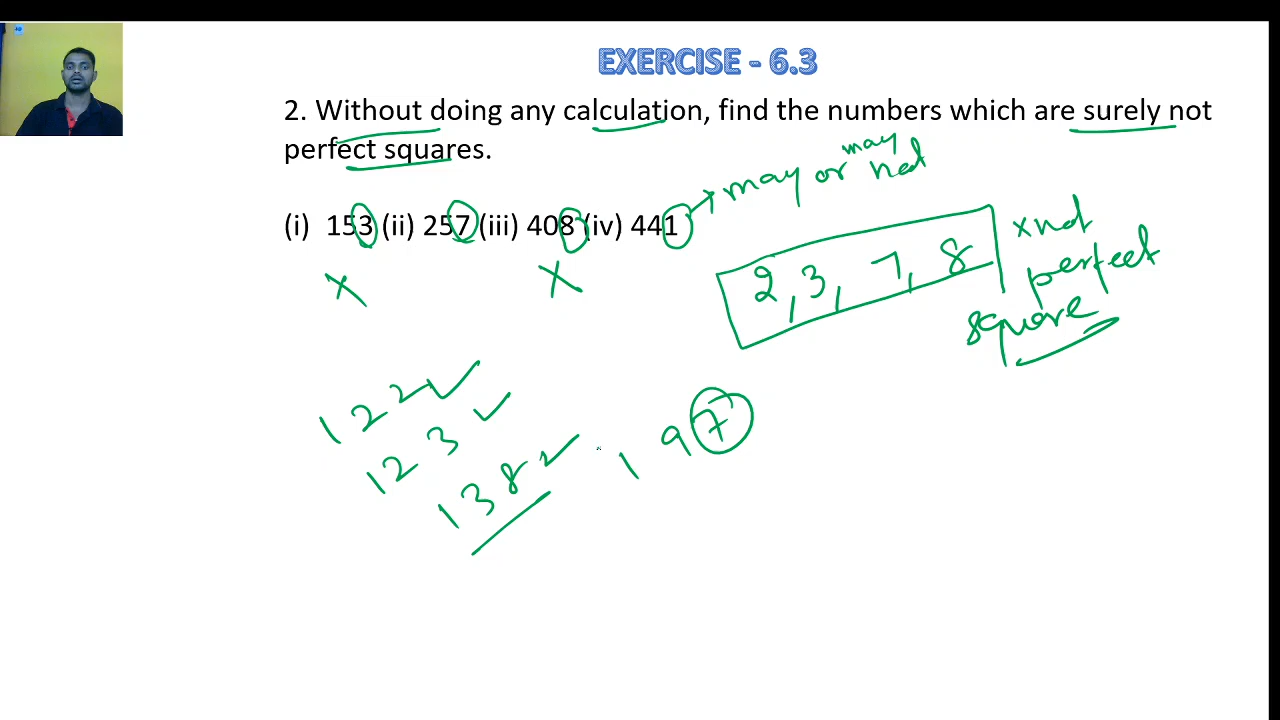 EXERCISE - 6.3
2. Without doing any calculation, find the numbers which are surely not
perfect squares.
may or may not
(i) 153 (ii) 257 (iii) 408 (iv) 441
x not
perfect
square
2, 3, 7, 8
X X
122 ✓
123 ✓
138 ✓
197